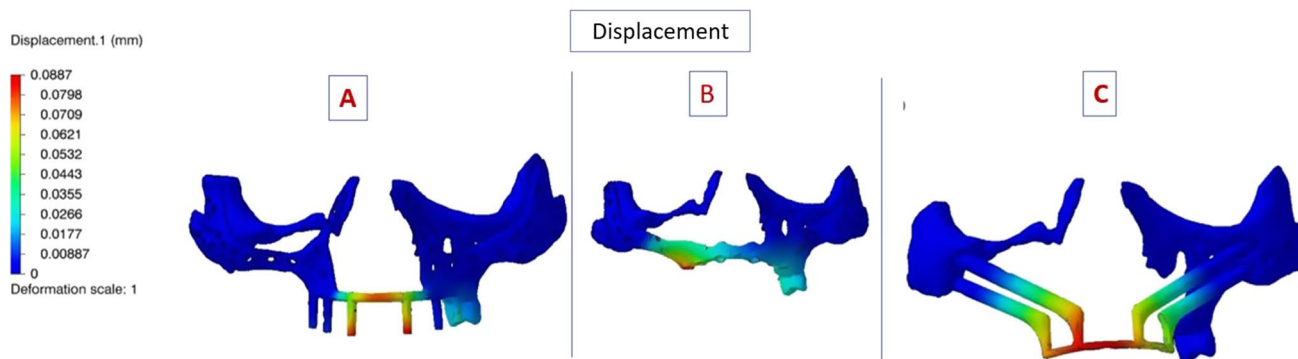 Displacement
Displacement.1 (mm)
0.0887
0.0798
0.0709
0.0621
0.0532
0.0443
0.0355
0.0266
0.0177
0.00887
0
Deformation scale: 1
A
B
C